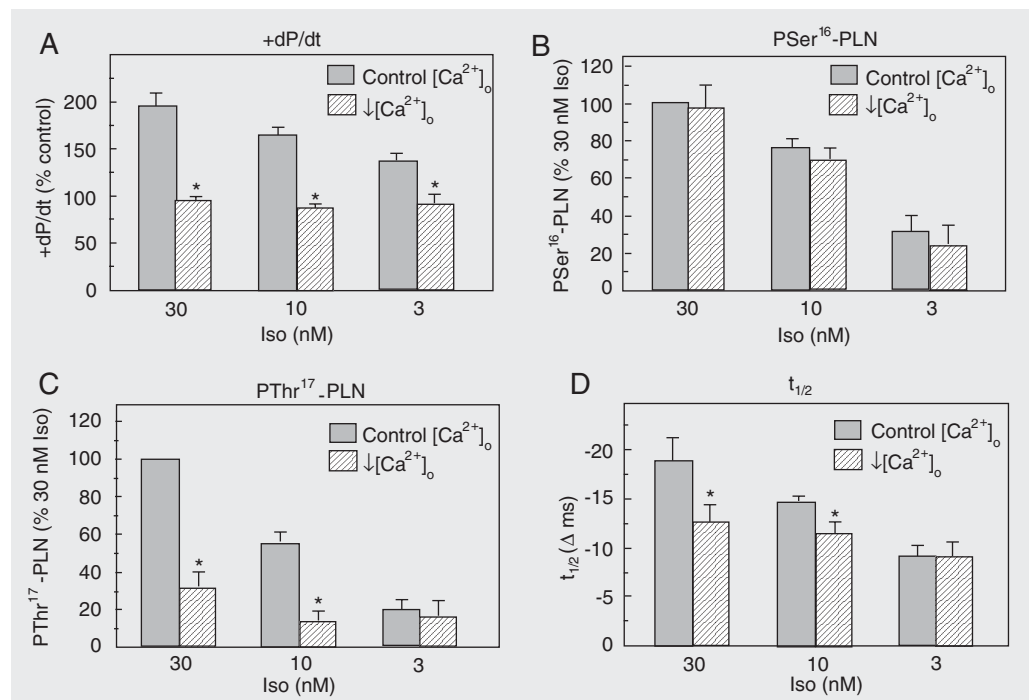 A
+dP/dt
+dP/dt (% control)
200
150
100
50
0
Control [Ca²⁺]ₒ
↓[Ca²⁺]ₒ
*
*
*
30 10 3
Iso (nM)
B
PSer¹⁶-PLN
PSer¹⁶-PLN (% 30 nM Iso)
120
100
80
60
40
20
0
Control [Ca²⁺]ₒ
↓[Ca²⁺]ₒ
30 10 3
Iso (nM)
C
PThr¹⁷-PLN
PThr¹⁷-PLN (% 30 nM Iso)
120
100
80
60
40
20
0
Control [Ca²⁺]ₒ
↓[Ca²⁺]ₒ
*
*
30 10 3
Iso (nM)
D
t₁/₂
t₁/₂ (Δ ms)
-20
-15
-10
-5
0
Control [Ca²⁺]ₒ
↓[Ca²⁺]ₒ
*
*
30 10 3
Iso (nM)